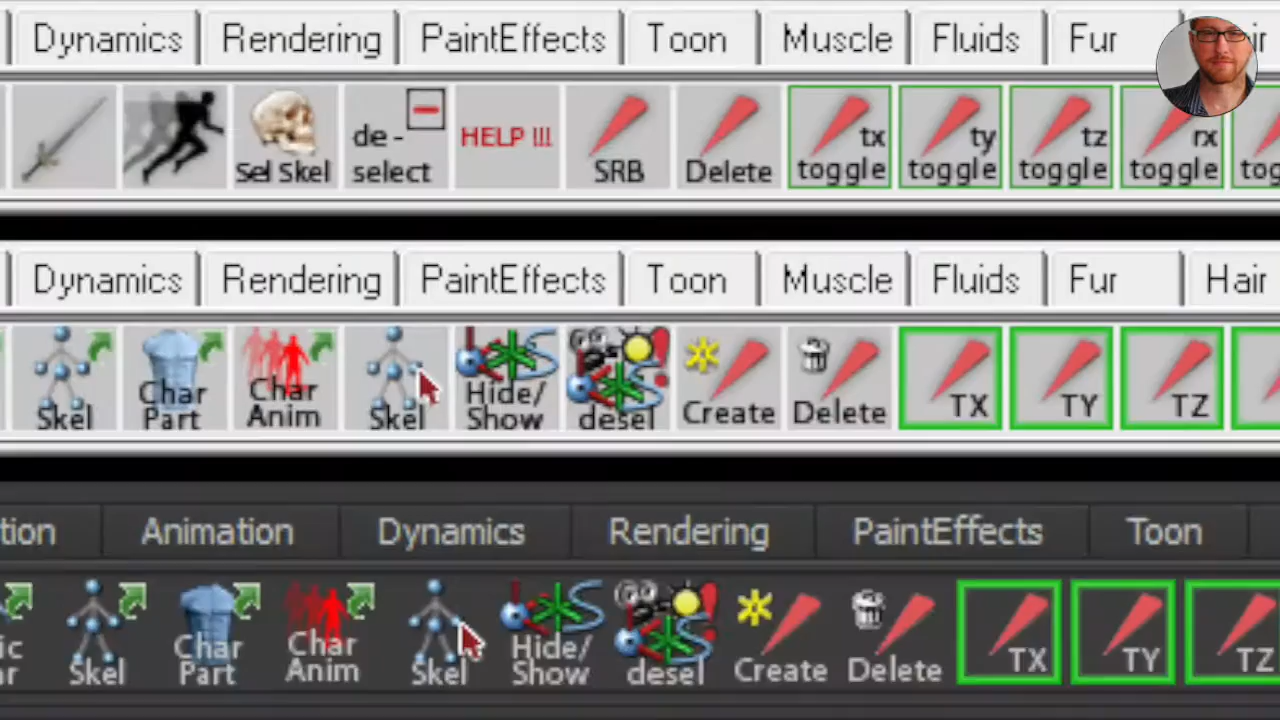 Dynamics Rendering PaintEffects Toon Muscle Fluids Fur
Sel Skel de - select HELP !!! SRB Delete tx toggle ty toggle tz toggle rx toggle
Dynamics Rendering PaintEffects Toon Muscle Fluids Fur Hair
Skel Char Part Char Anim Skel Hide/ Show desel Create Delete TX TY TZ
tion Animation Dynamics Rendering PaintEffects Toon
Skel Char Part Char Anim Skel Hide/ Show desel Create Delete TX TY TZ